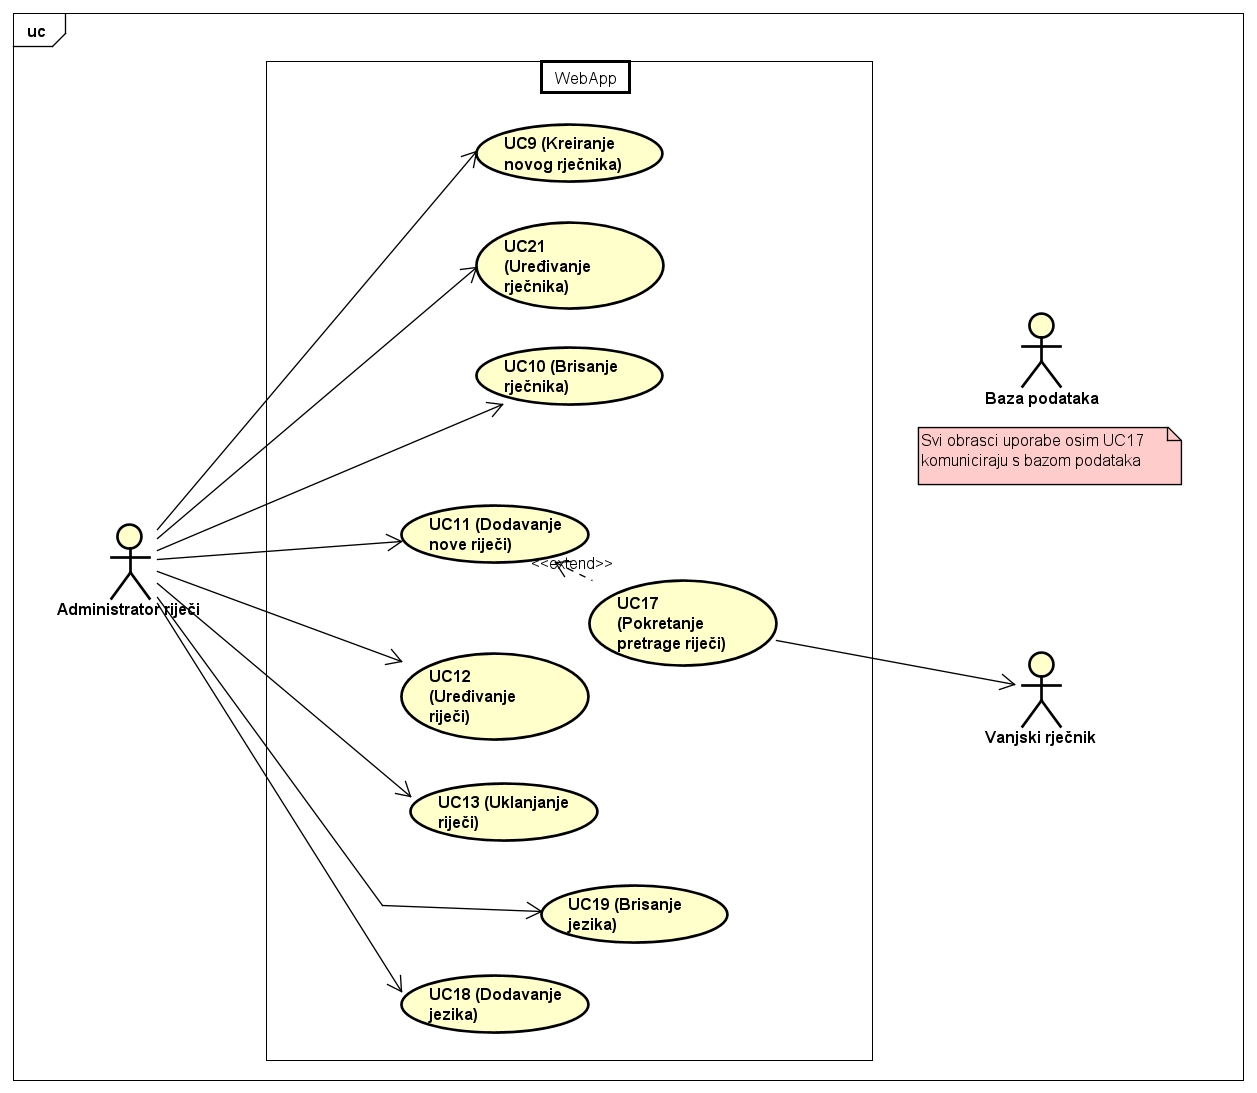 uc
WebApp
UC9 (Kreiranje
novog rječnika)
UC21
(Uređivanje
rječnika)
UC10 (Brisanje
rječnika)
Baza podataka
Svi obrasci uporabe osim UC17
komuniciraju s bazom podataka
UC11 (Dodavanje
nove riječi)
<<extend>>
Administrator riječi
UC17
(Pokretanje
pretrage riječi)
UC12
(Uređivanje
riječi)
Vanjski rječnik
UC13 (Uklanjanje
riječi)
UC19 (Brisanje
jezika)
UC18 (Dodavanje
jezika)